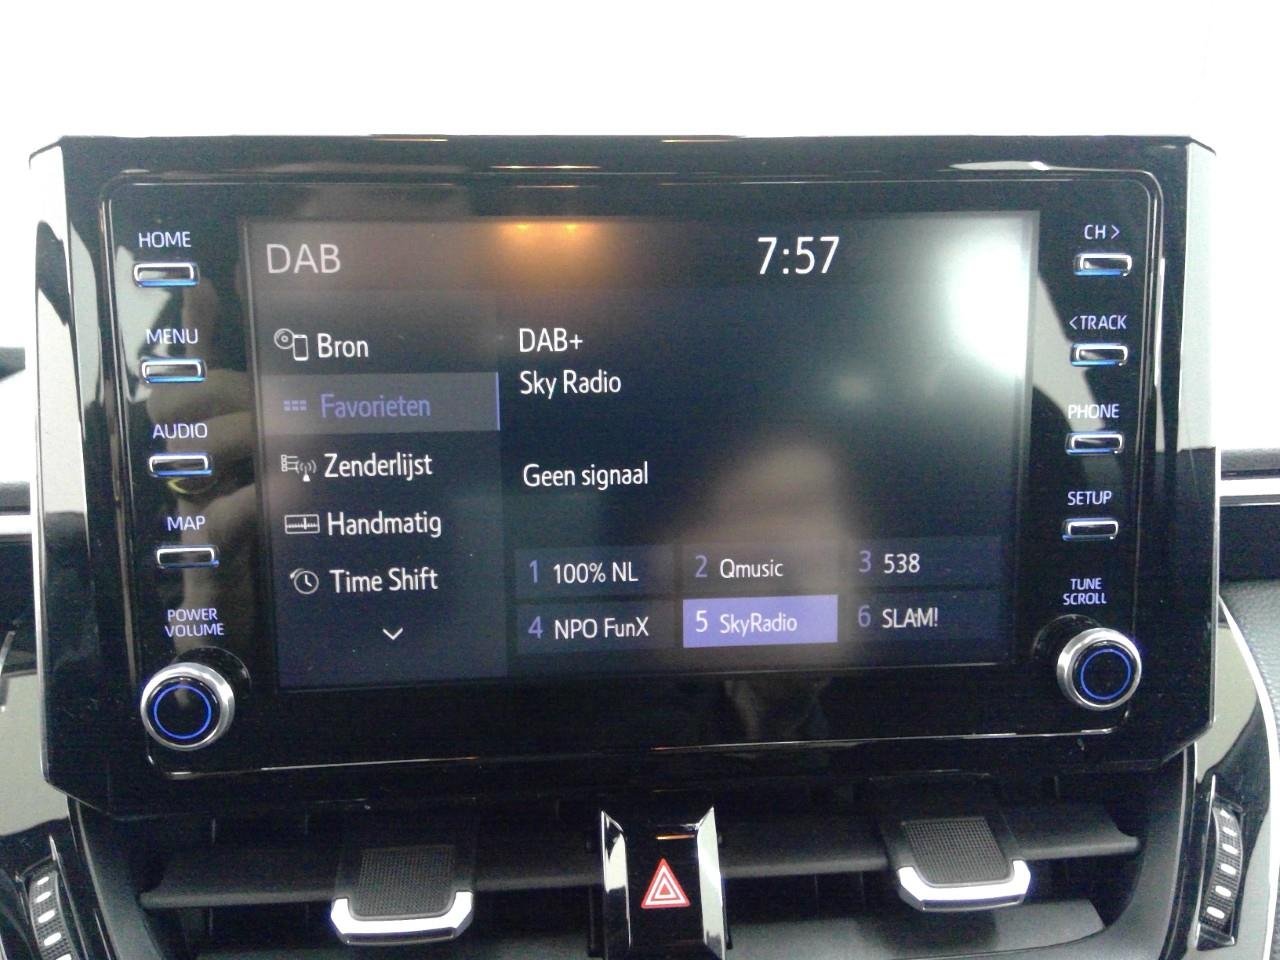 HOME
MENU
AUDIO
MAP
POWER
VOLUME
DAB
7:57
Bron
Favorieten
Zenderlijst
Handmatig
Time Shift
DAB+
Sky Radio
Geen signaal
1 100% NL
2 Qmusic
3 538
4 NPO FunX
5 SkyRadio
6 SLAM!
CH >
<TRACK
PHONE
SETUP
TUNE
SCROLL